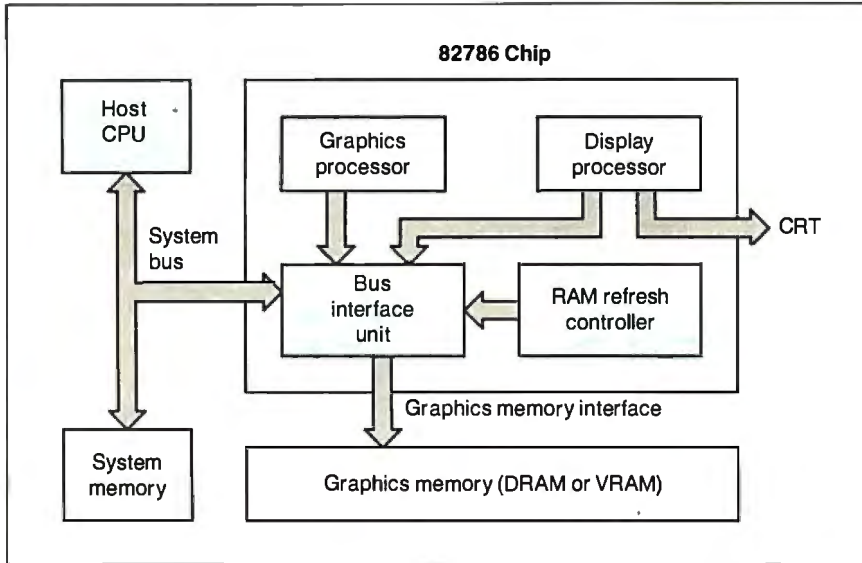 82786 Chip
Host
CPU
Graphics
processor
Display
processor
CRT
System
bus
Bus
interface
unit
RAM refresh
controller
Graphics memory interface
System
memory
Graphics memory (DRAM or VRAM)